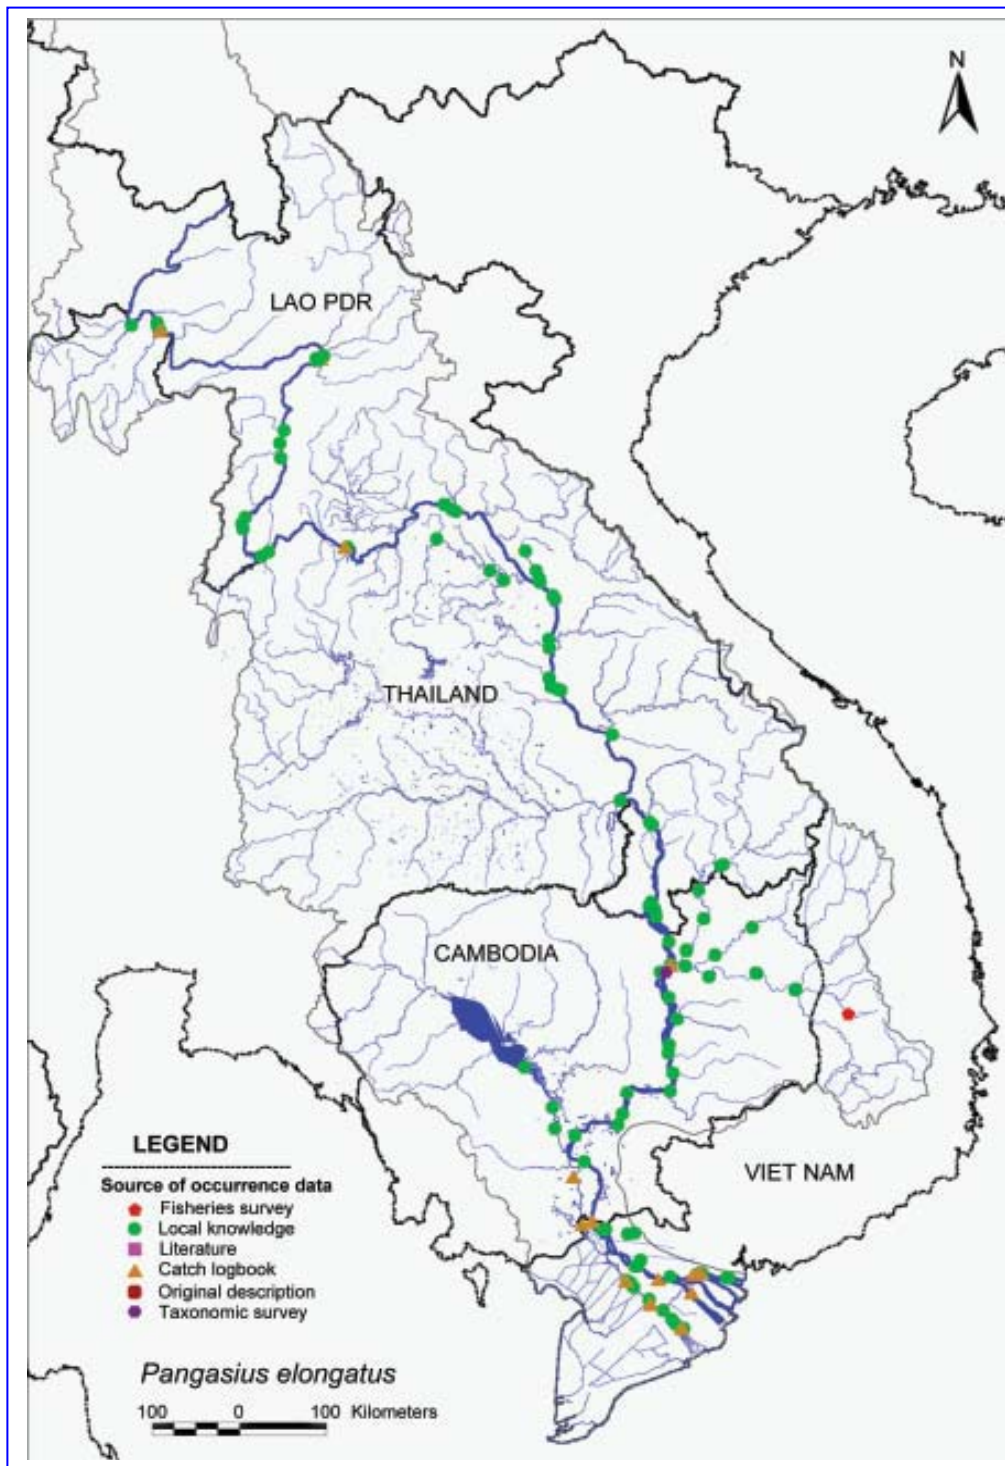 N
LAO PDR
THAILAND
CAMBODIA
VIET NAM
LEGEND
Source of occurrence data
Fisheries survey
Local knowledge
Literature
Catch logbook
Original description
Taxonomic survey
Pangasius elongatus
100 0 100 Kilometers